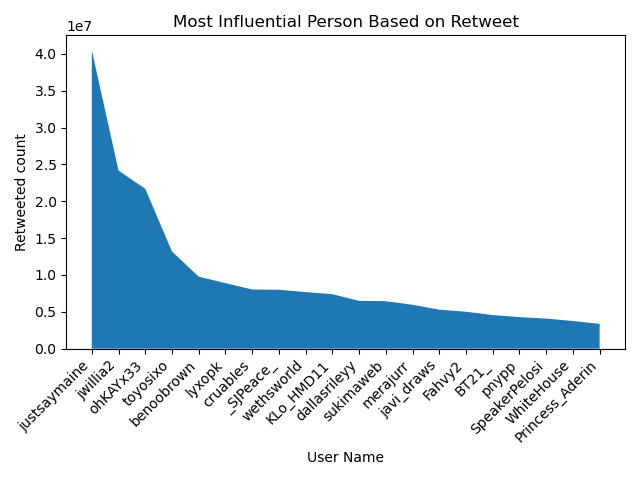 Most Influential Person Based on Retweet
1e7
4.0
3.5
3.0
2.5
2.0
1.5
1.0
0.5
0.0
Retweeted count
justsaymaine
jwillia2
ohKAYx33
toyosixo
benoobrown
lyxopk
cruables
_SJPeace_
wethsworld
KLo_HMD11
dallasrileyy
sukimaweb
merajurr
javi_draws
Fahvy2
BT21_
pnypp
SpeakerPelosi
WhiteHouse
Princess_Aderin
User Name